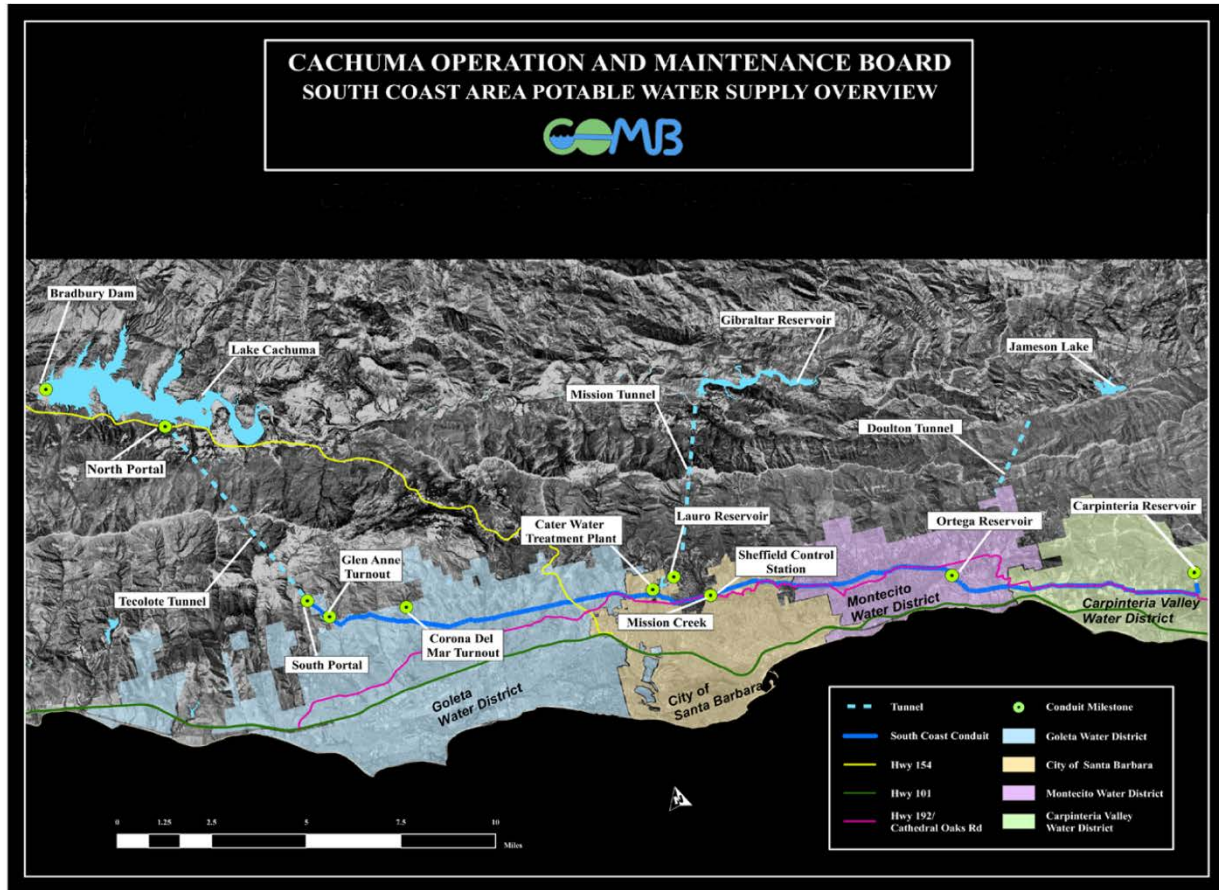 CACHUMA OPERATION AND MAINTENANCE BOARD
SOUTH COAST AREA POTABLE WATER SUPPLY OVERVIEW
COMB
Bradbury Dam
Lake Cachuma
Gibraltar Reservoir
Jameson Lake
Mission Tunnel
Doulton Tunnel
North Portal
Carpinteria Reservoir
Lauro Reservoir
Ortega Reservoir
Cater Water
Treatment Plant
Sheffield Control
Station
Glen Anne
Turnout
Tecolote Tunnel
Mission Creek
Montecito
Water District
Carpinteria Valley
Water District
South Portal
Corona Del
Mar Turnout
Goleta
Water District
City of
Santa Barbara
Tunnel
South Coast Conduit
Hwy 154
Hwy 101
Hwy 192/
Cathedral Oaks Rd
Conduit Milestone
Goleta Water District
City of Santa Barbara
Montecito Water District
Carpinteria Valley
Water District
0 1.25 2.5 5 7.5 10
Miles
N